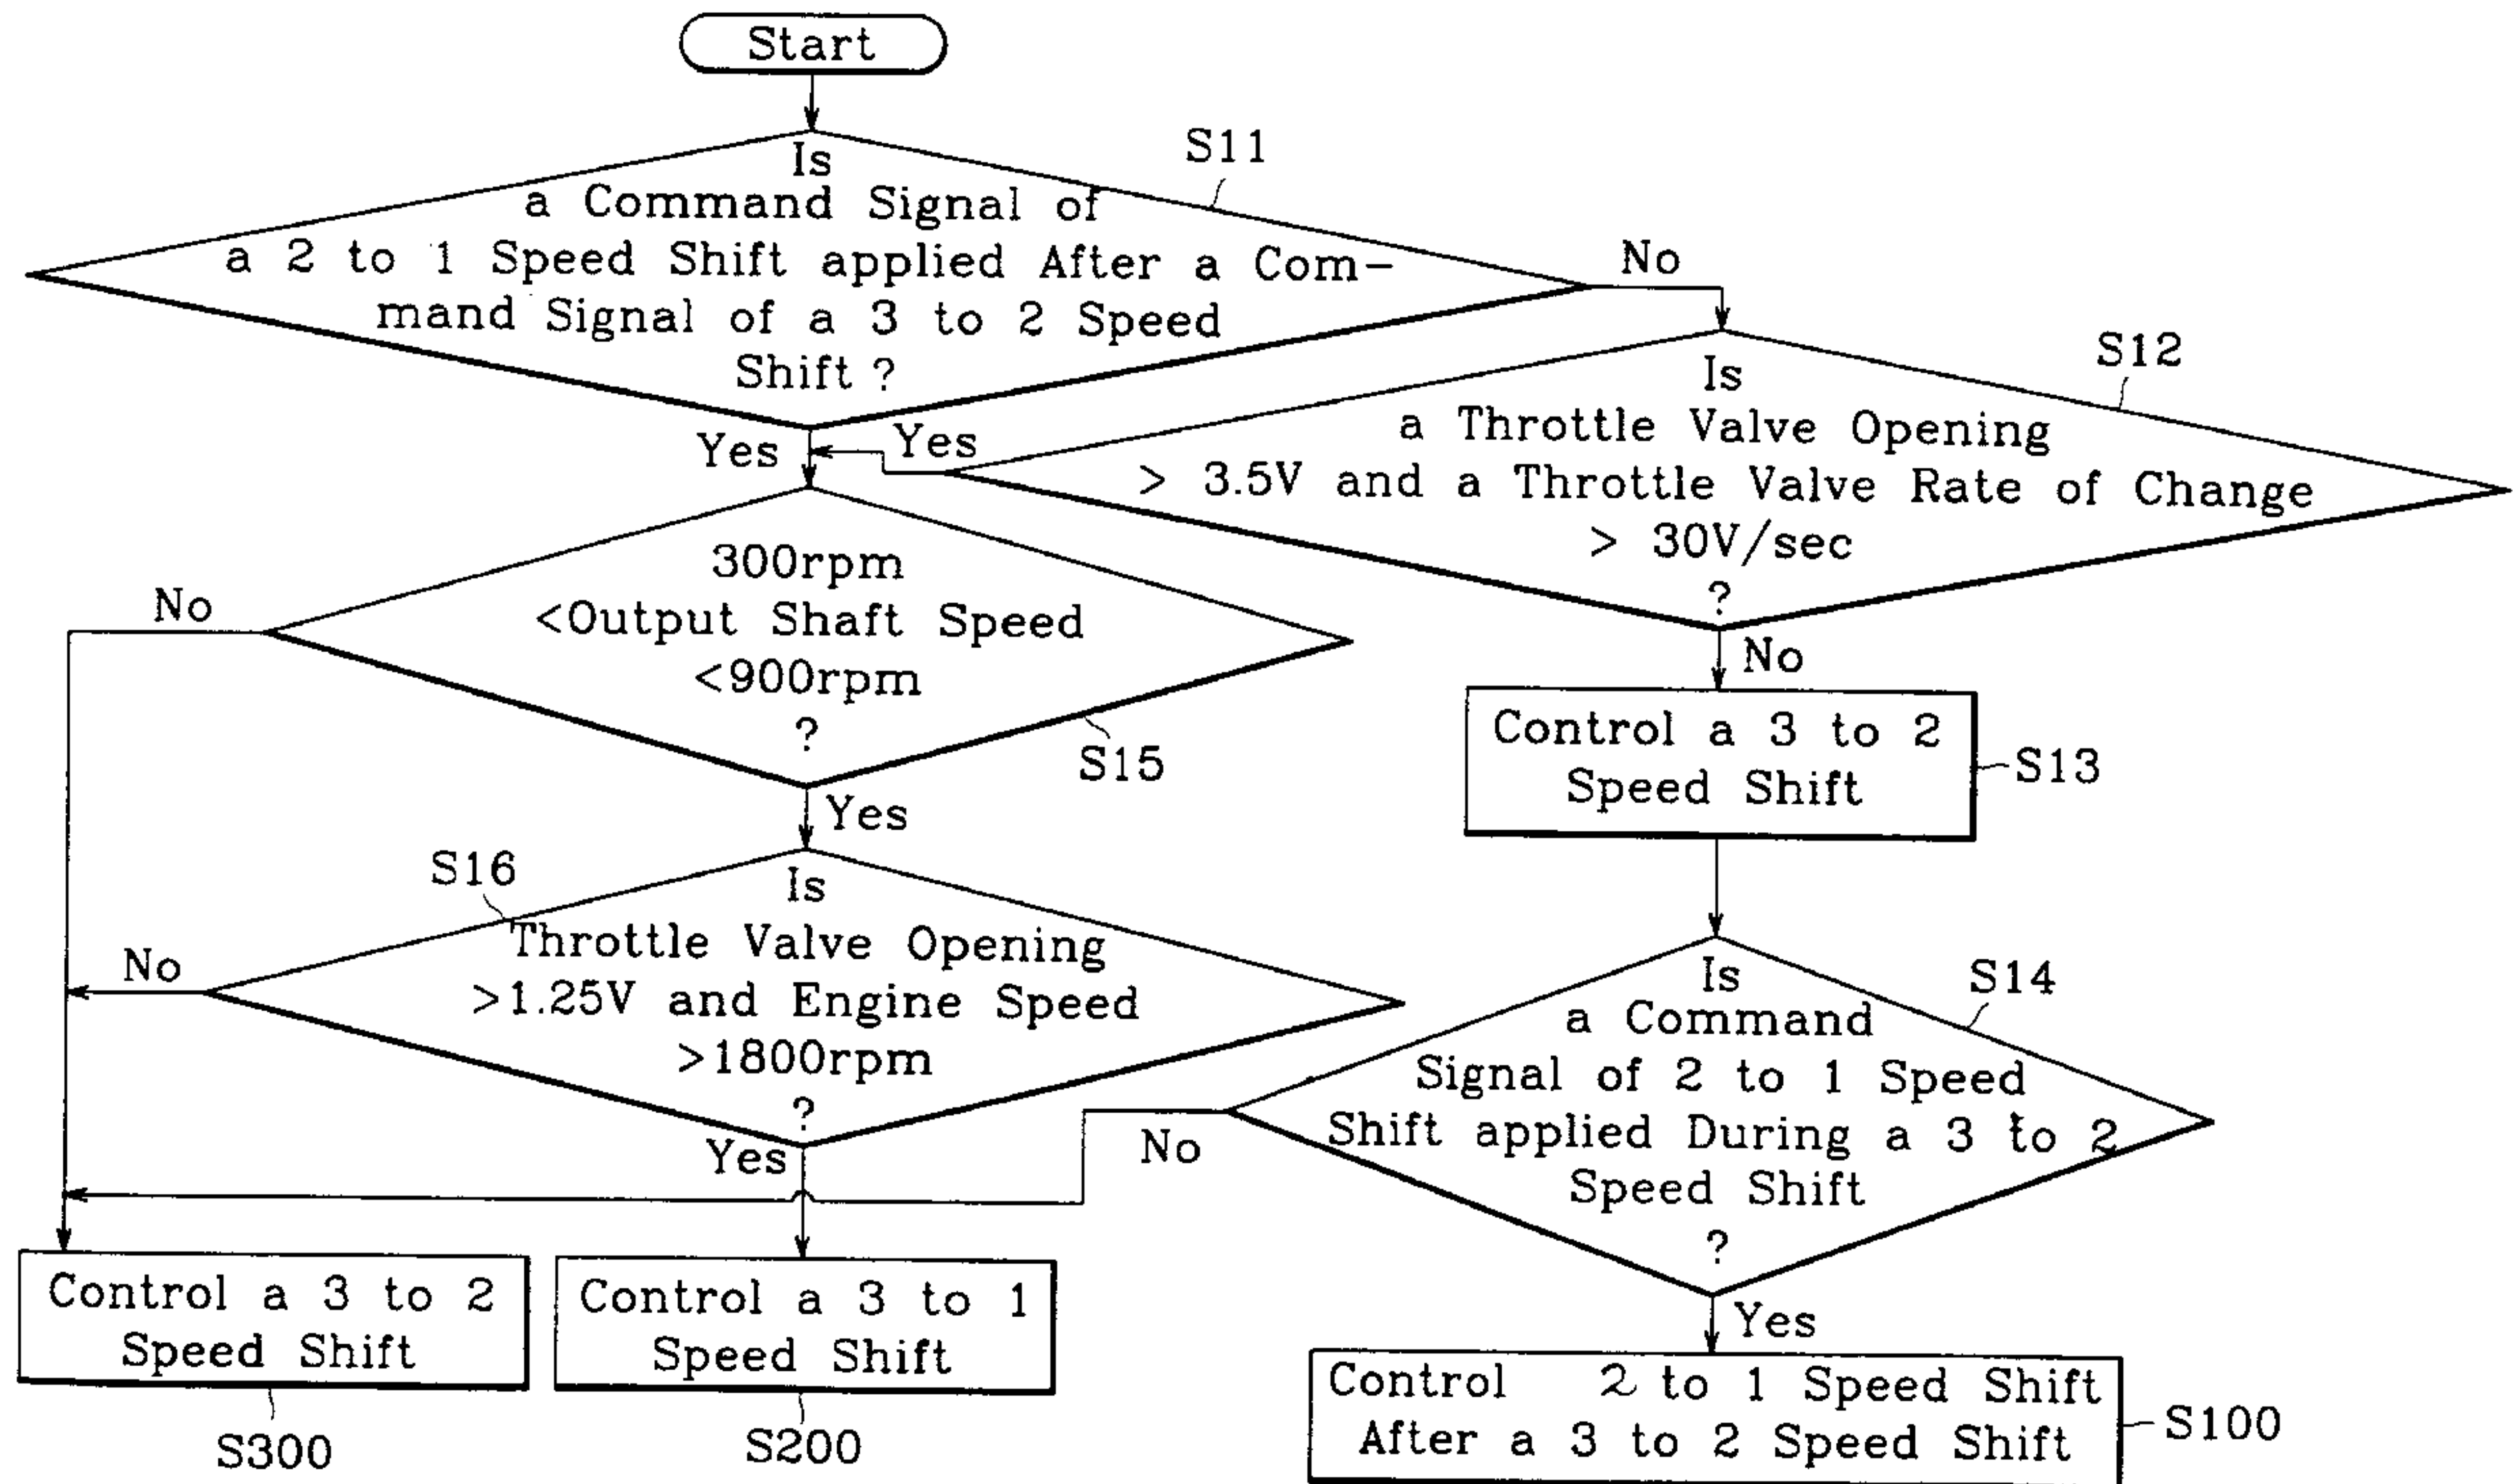 Start
S11
Is
a Command Signal of
a 2 to 1 Speed Shift applied After a Com-
mand Signal of a 3 to 2 Speed
Shift ?
No
Yes
S12
Is
a Throttle Valve Opening
> 3.5V and a Throttle Valve Rate of Change
> 30V/sec
?
Yes
No
300rpm
<Output Shaft Speed
<900rpm
?
S15
No
Yes
Control a 3 to 2
Speed Shift
S13
S16
Is
Throttle Valve Opening
>1.25V and Engine Speed
>1800rpm
?
No
Yes
S14
Is
a Command
Signal of 2 to 1 Speed
Shift applied During a 3 to 2
Speed Shift
?
No
Yes
Control a 3 to 2
Speed Shift
S300
Control a 3 to 1
Speed Shift
S200
Control 2 to 1 Speed Shift
After a 3 to 2 Speed Shift
S100